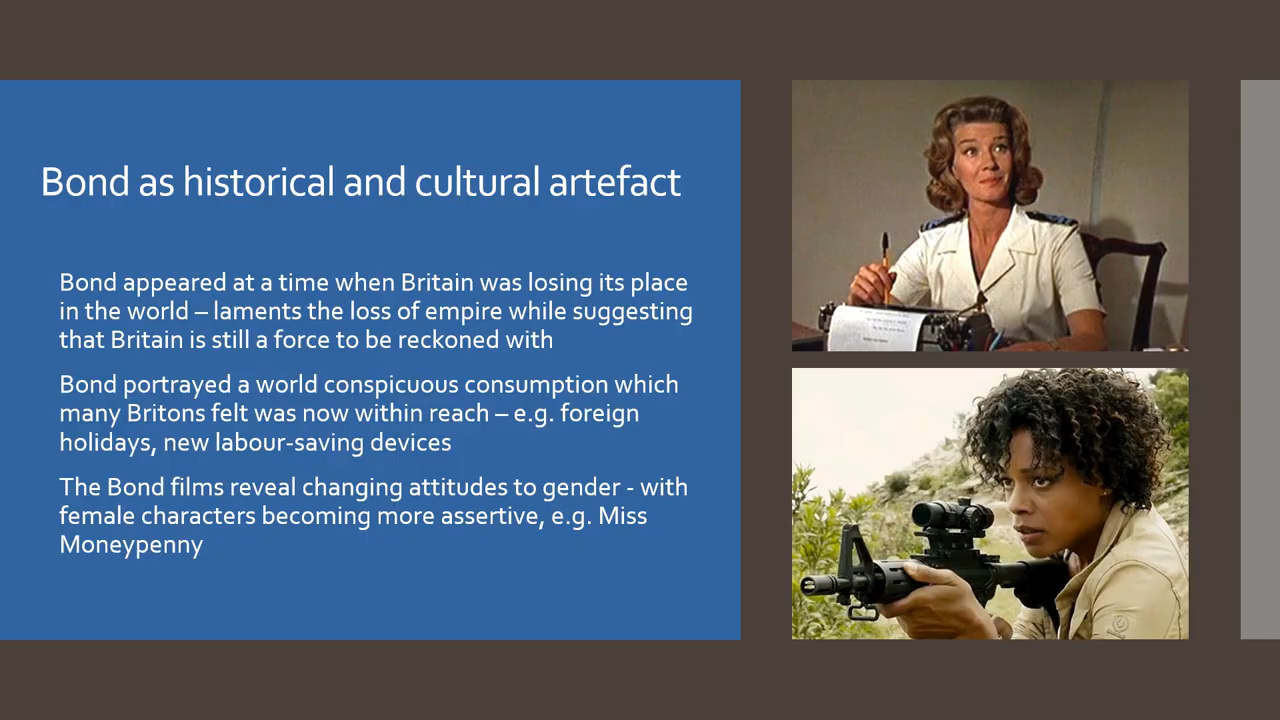 Bond as historical and cultural artefact
Bond appeared at a time when Britain was losing its place
in the world – laments the loss of empire while suggesting
that Britain is still a force to be reckoned with
Bond portrayed a world conspicuous consumption which
many Britons felt was now within reach – e.g. foreign
holidays, new labour-saving devices
The Bond films reveal changing attitudes to gender - with
female characters becoming more assertive, e.g. Miss
Moneypenny